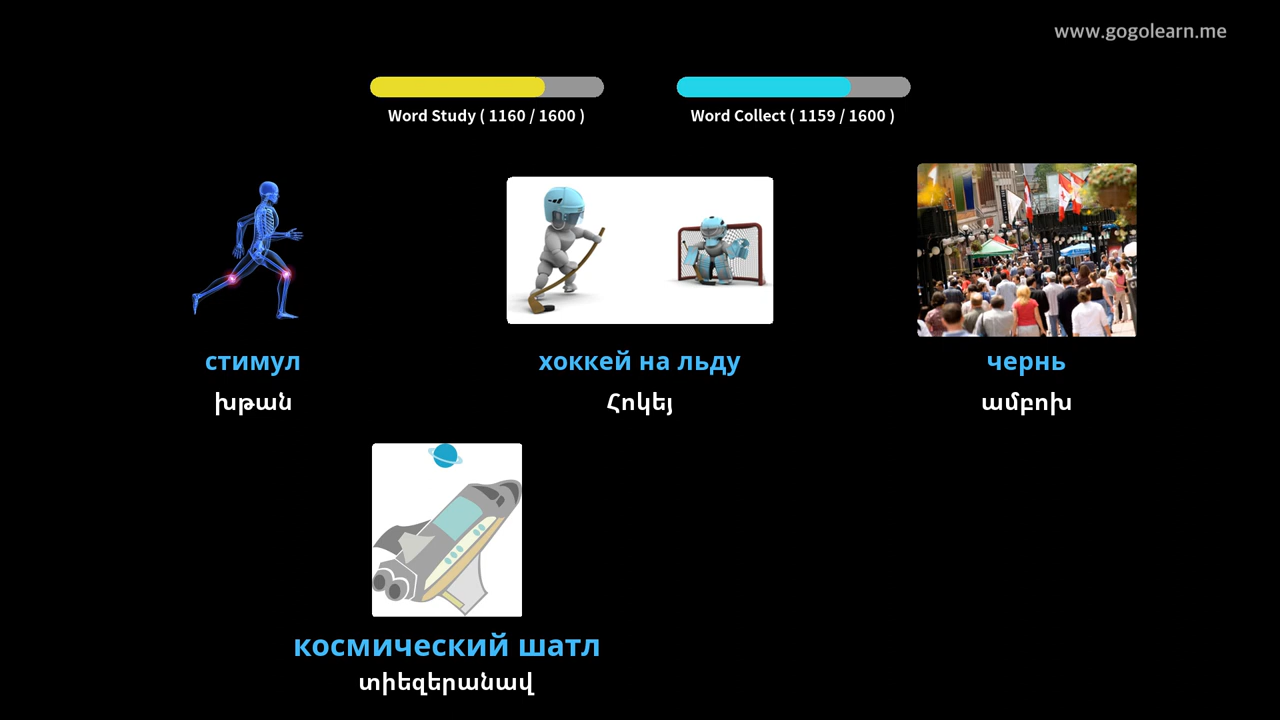 www.gogolearn.me
Word Study ( 1160 / 1600 )
Word Collect ( 1159 / 1600 )
стимул
хоккей на льду
чернь
խթան
Հոկեյ
ամբոխ
космический шатл
տիեզերանավ